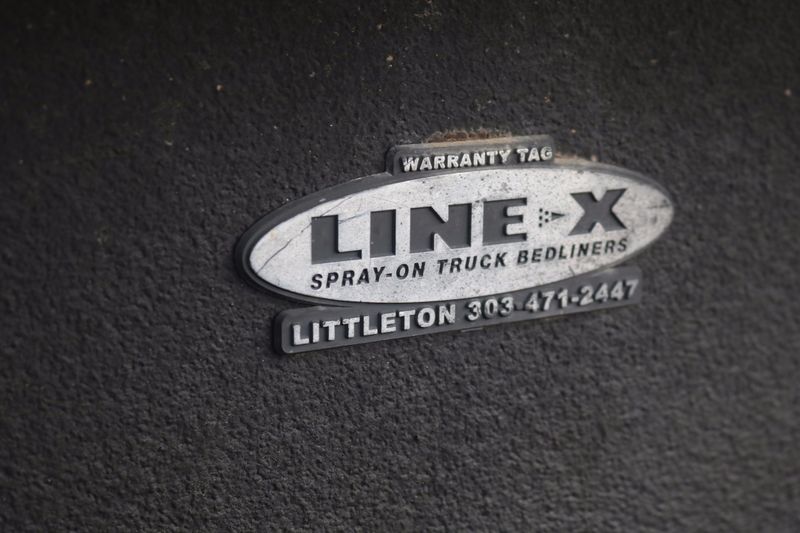 WARRANTY TAG
LINE-X
SPRAY-ON TRUCK BEDLINERS
LITTLETON 303-471-2447